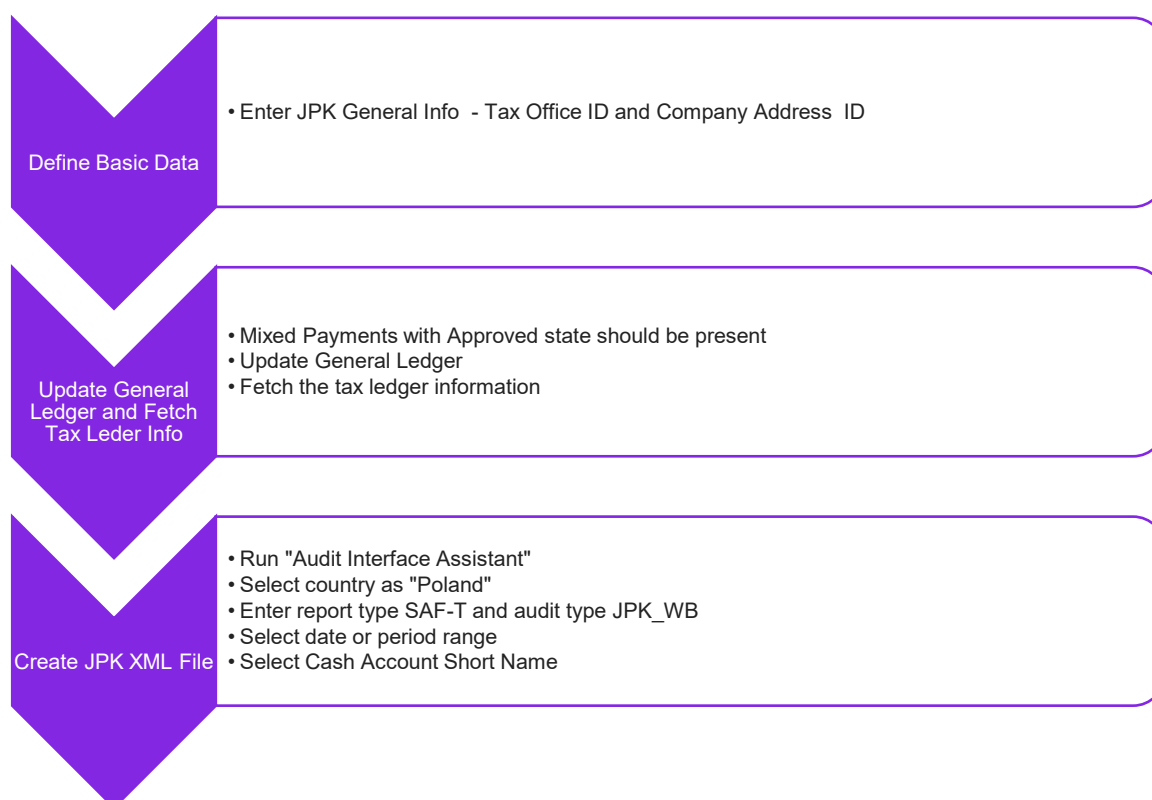 Define Basic Data
• Enter JPK General Info - Tax Office ID and Company Address ID
Update General
Ledger and Fetch
Tax Leder Info
• Mixed Payments with Approved state should be present
• Update General Ledger
• Fetch the tax ledger information
Create JPK XML File
• Run "Audit Interface Assistant"
• Select country as "Poland"
• Enter report type SAF-T and audit type JPK_WB
• Select date or period range
• Select Cash Account Short Name